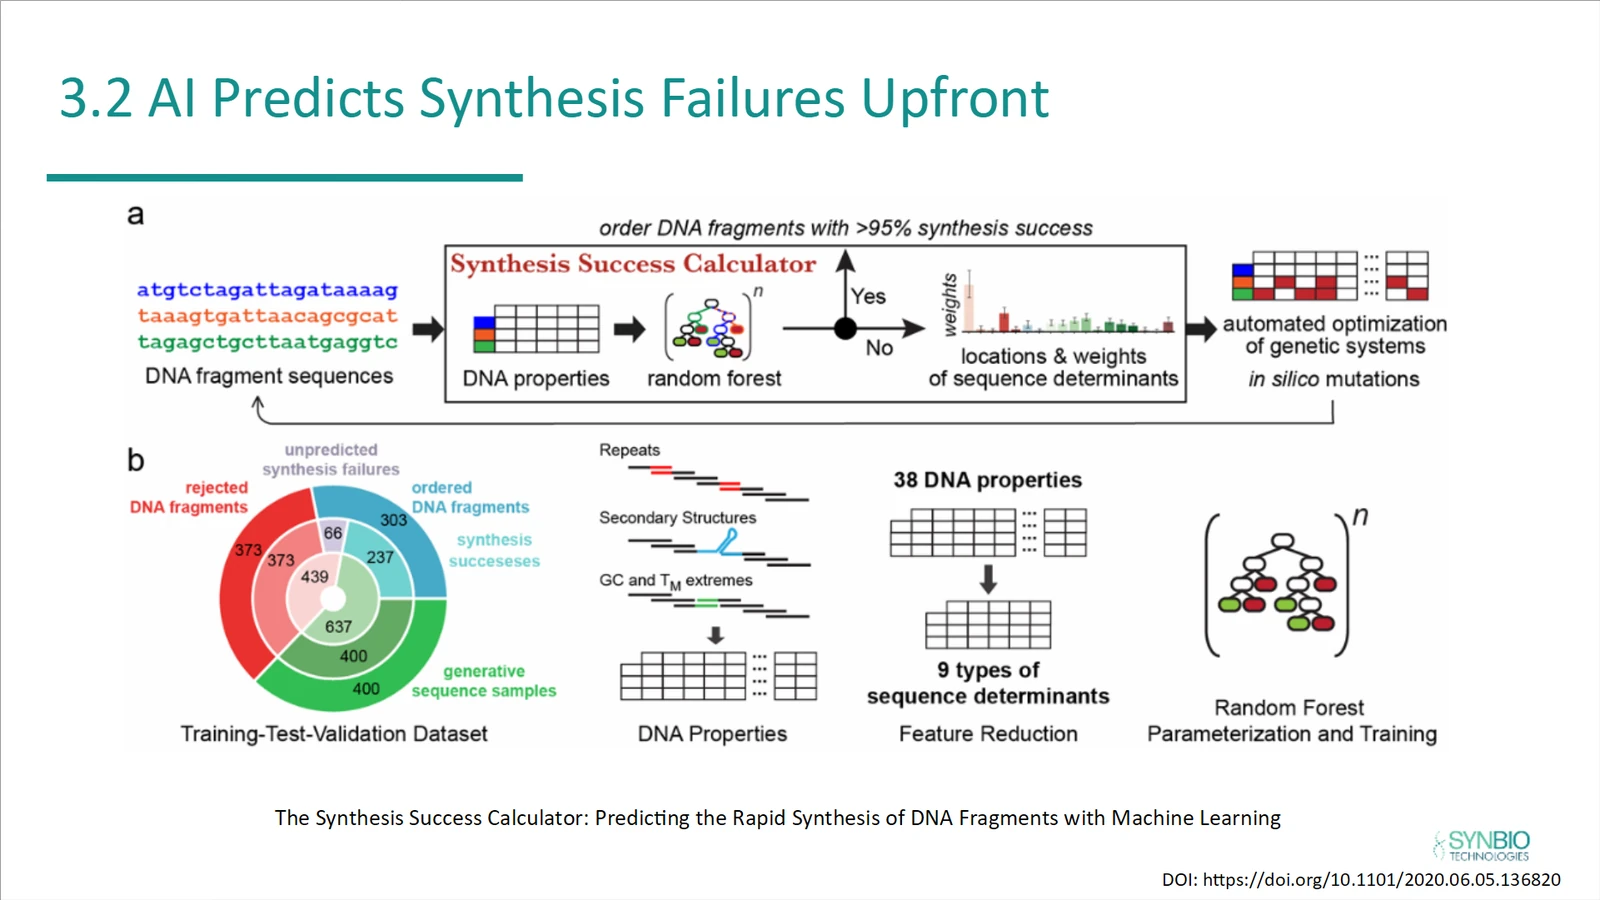 3.2 AI Predicts Synthesis Failures Upfront
a
order DNA fragments with >95% synthesis success
Synthesis Success Calculator
atgtctagattagataaaag
taaagtgattaacagcgcat
tagagctgcttaatgaggtc
DNA fragment sequences
DNA properties
n
random forest
Yes
No
weights
locations & weights
of sequence determinants
automated optimization
of genetic systems
in silico mutations
b
unpredicted
synthesis failures
rejected
DNA fragments
ordered
DNA fragments
synthesis
succeseses
generative
sequence samples
303
66
237
373
373
439
637
400
400
Training-Test-Validation Dataset
Repeats
Secondary Structures
GC and TM extremes
DNA Properties
38 DNA properties
9 types of
sequence determinants
Feature Reduction
n
Random Forest
Parameterization and Training
The Synthesis Success Calculator: Predicting the Rapid Synthesis of DNA Fragments with Machine Learning
SYNBIO
TECHNOLOGIES
DOI: https://doi.org/10.1101/2020.06.05.136820